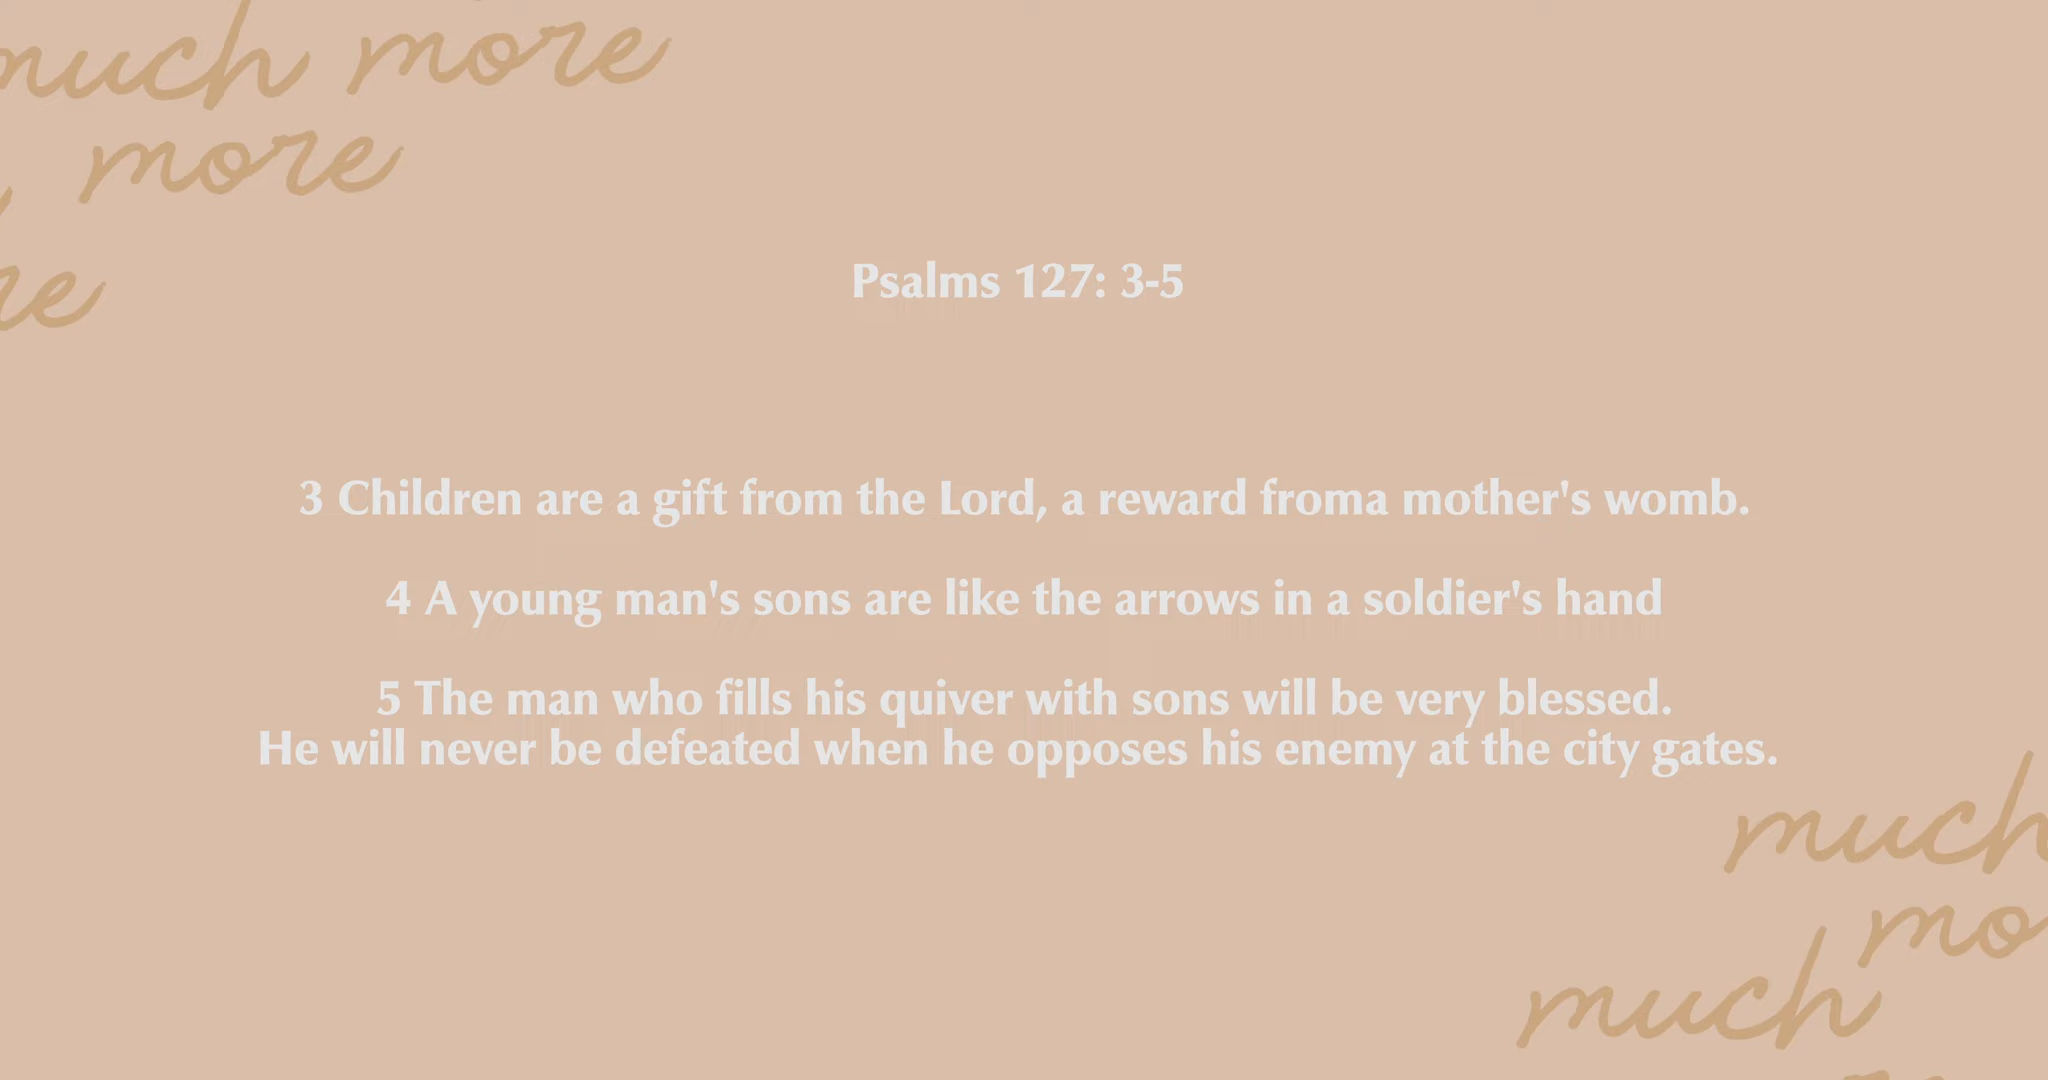 much more
more
Psalms 127: 3-5
3 Children are a gift from the Lord, a reward froma mother's womb.
4 A young man's sons are like the arrows in a soldier's hand
5 The man who fills his quiver with sons will be very blessed.
He will never be defeated when he opposes his enemy at the city gates.
much
mo
much